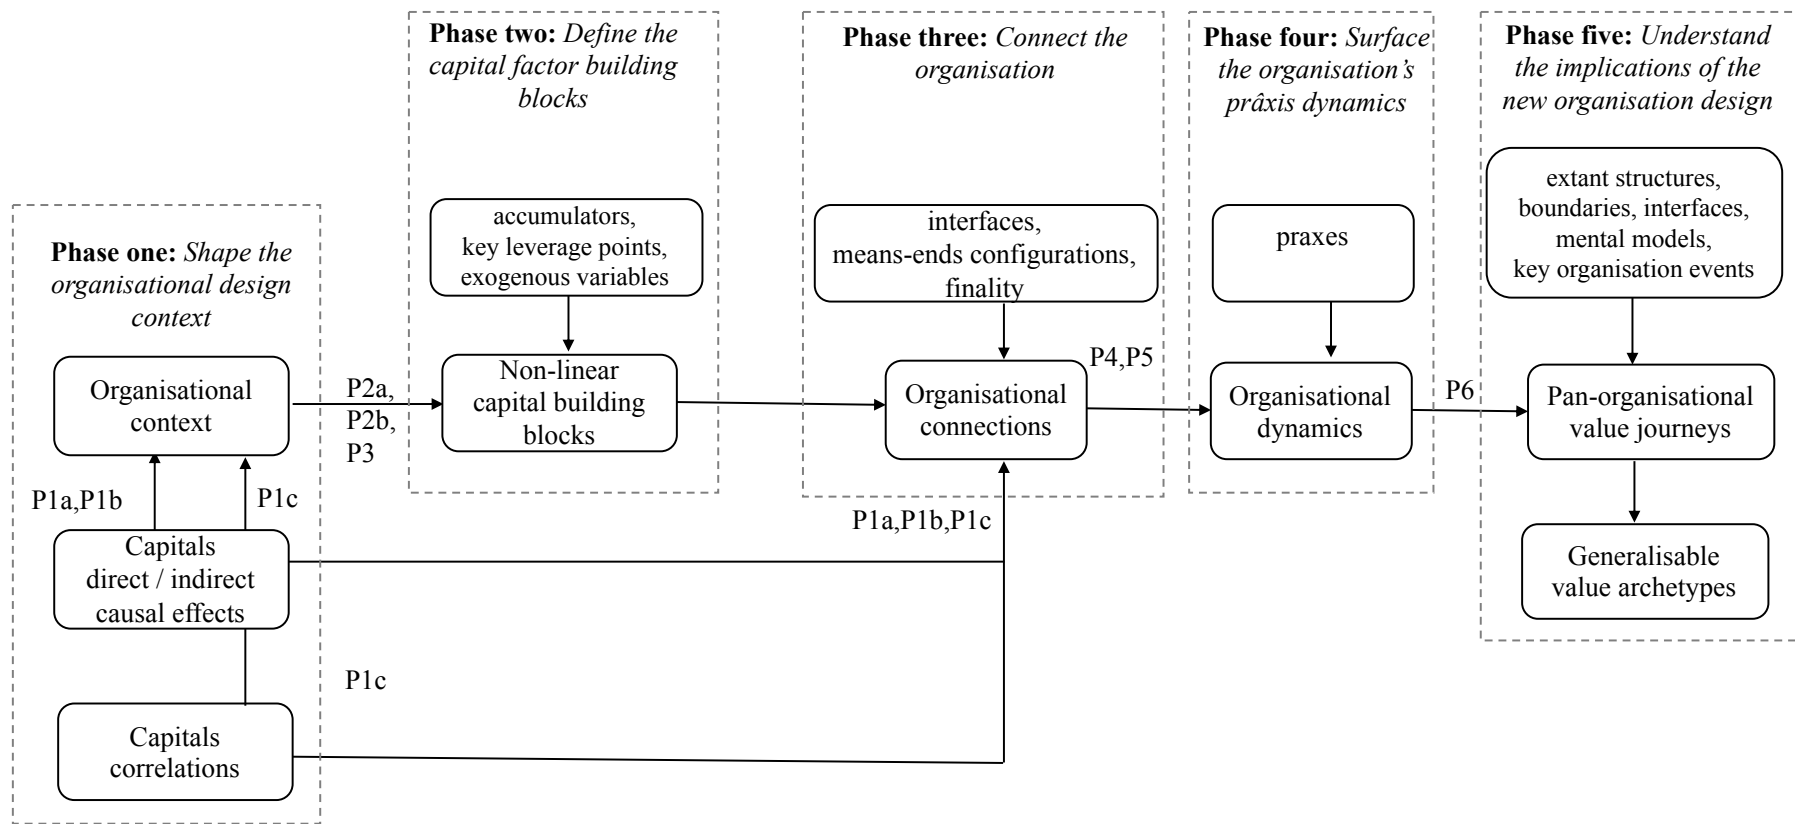 Phase one: Shape the
organisational design
context
Organisational
context
P1a,P1b
P1c
Capitals
direct / indirect
causal effects
Capitals
correlations
P2a,
P2b,
P3
P1c
Phase two: Define the
capital factor building
blocks
accumulators,
key leverage points,
exogenous variables
Non-linear
capital building
blocks
Phase three: Connect the
organisation
interfaces,
means-ends configurations,
finality
Organisational
connections
P1a,P1b,P1c
P4,P5
Phase four: Surface
the organisation’s
prâxis dynamics
praxes
Organisational
dynamics
P6
Phase five: Understand
the implications of the
new organisation design
extant structures,
boundaries, interfaces,
mental models,
key organisation events
Pan-organisational
value journeys
Generalisable
value archetypes